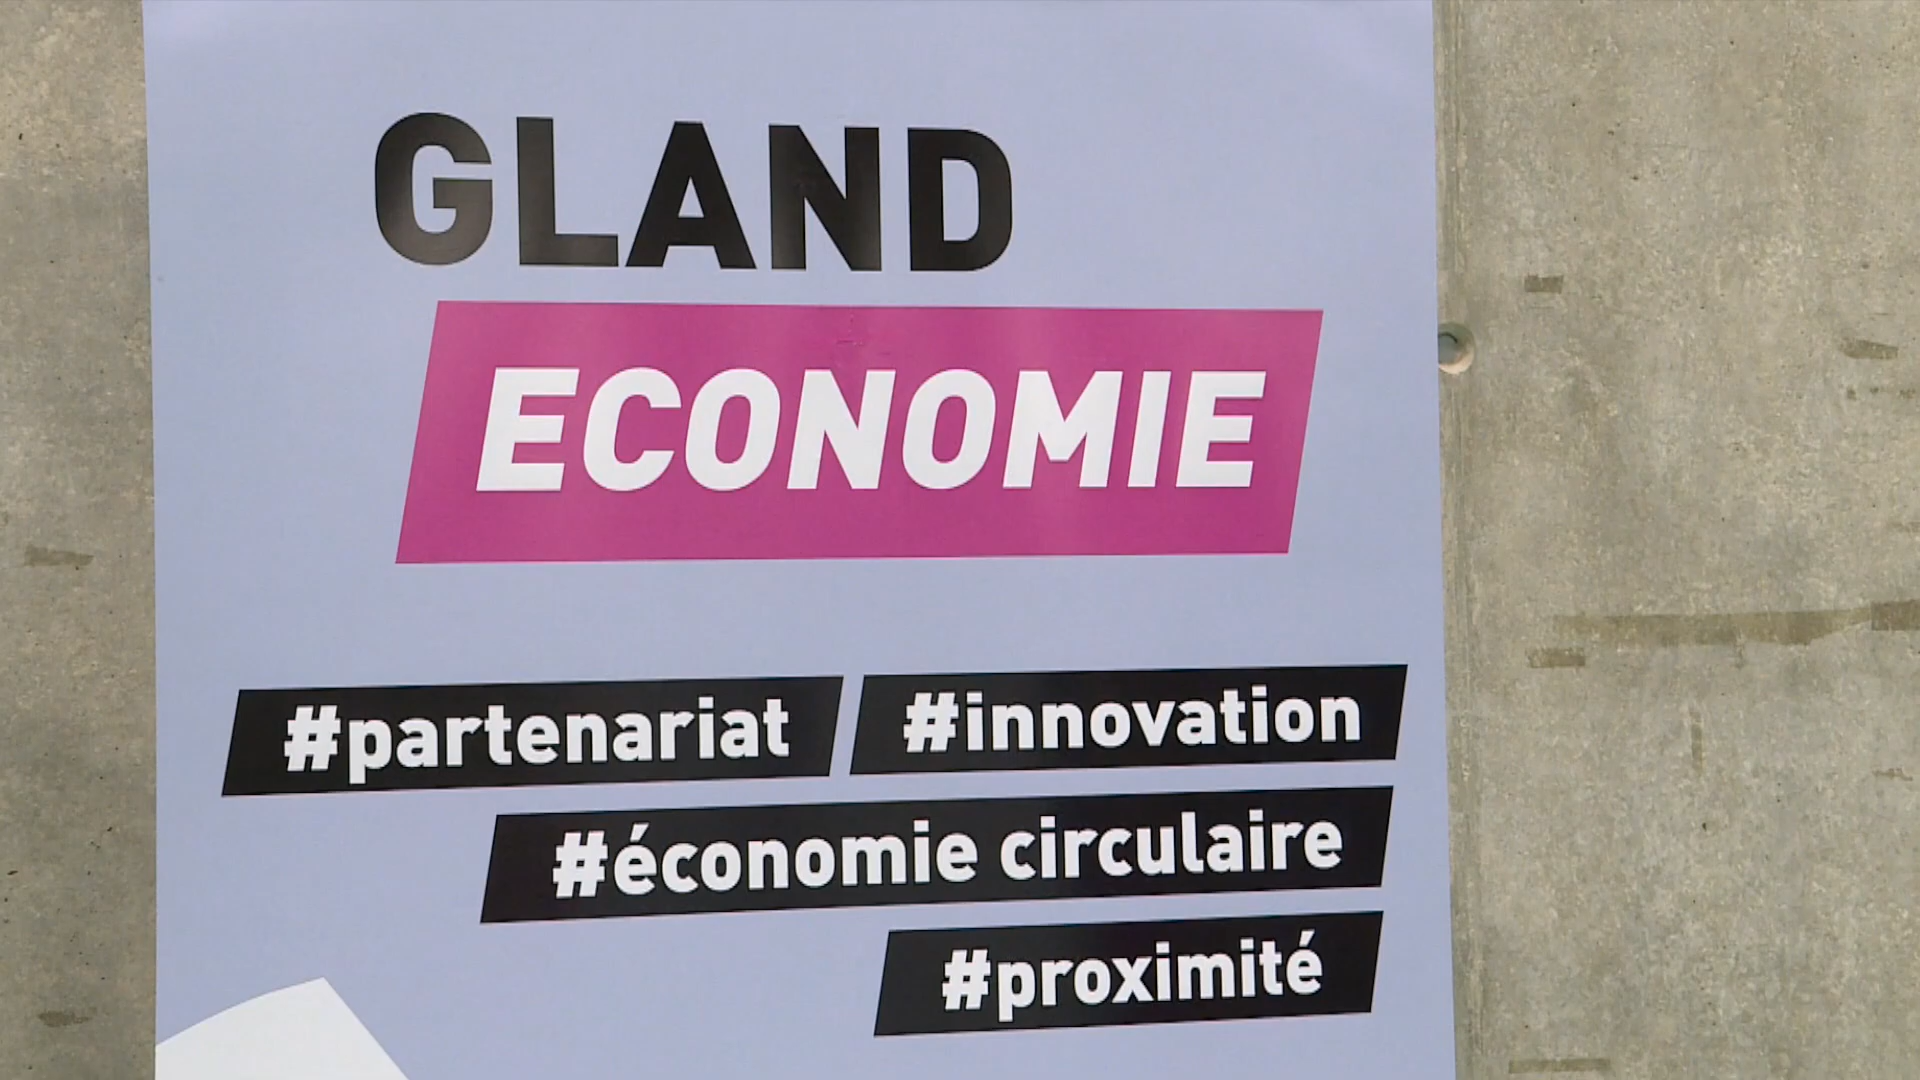 GLAND
ECONOMIE
#partenariat #innovation
#économie circulaire
#proximité